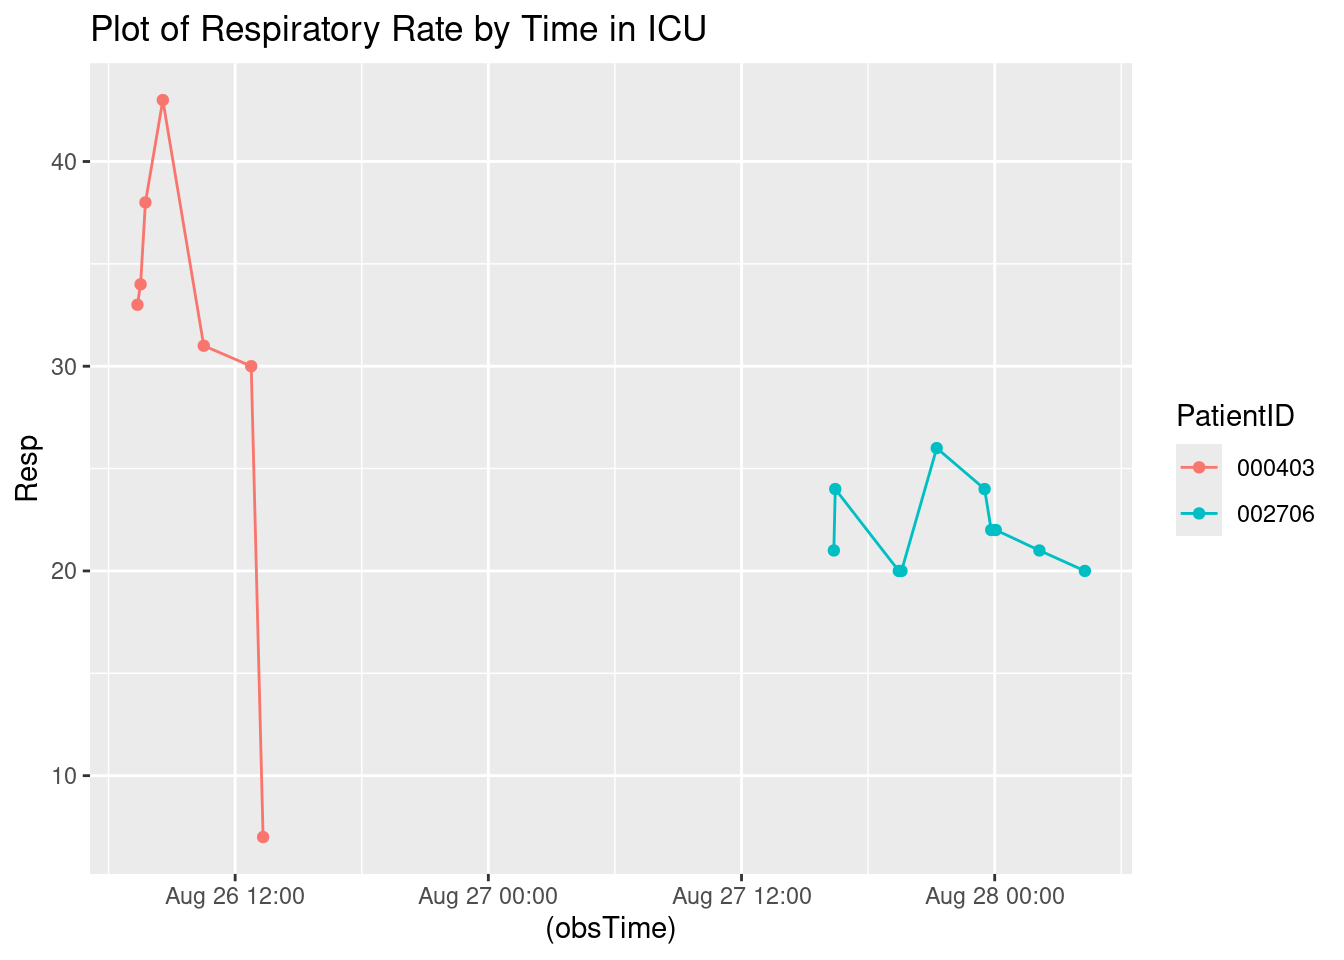 Plot of Respiratory Rate by Time in ICU
40
30
20
10
Resp
Aug 26 12:00
Aug 27 00:00
Aug 27 12:00
Aug 28 00:00
(obsTime)
PatientID
000403
002706